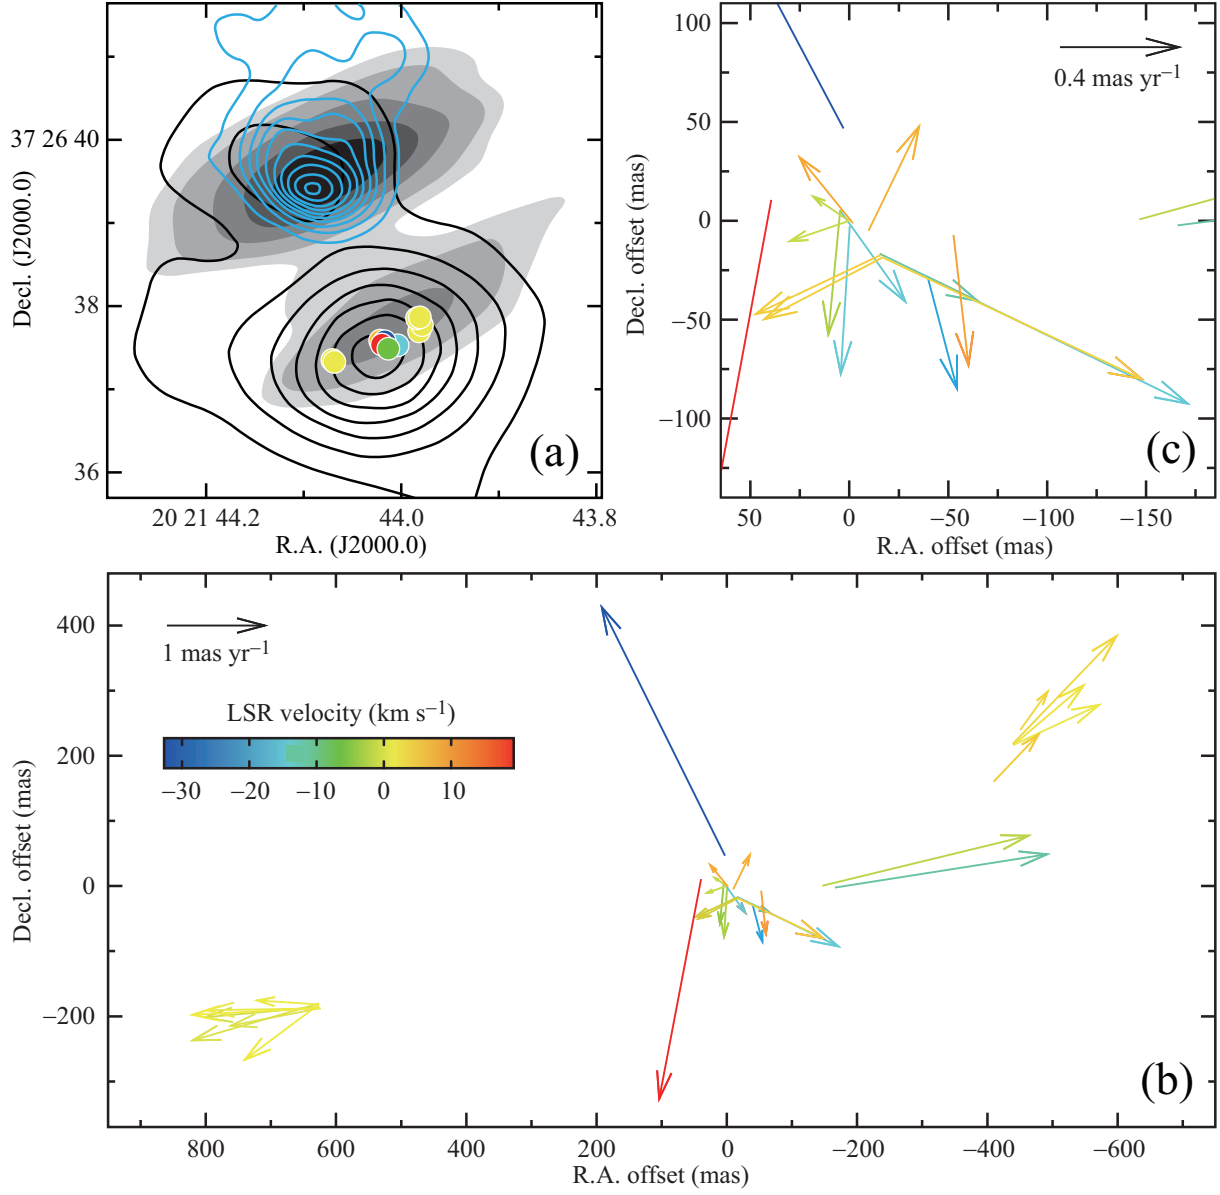 37 26 40
38
36
Decl. (J2000.0)
(a)
20 21 44.2
44.0
43.8
R.A. (J2000.0)
100
50
0
−50
−100
Decl. offset (mas)
0.4 mas yr⁻¹
(c)
50
0
−50
−100
−150
R.A. offset (mas)
400
200
0
−200
Decl. offset (mas)
1 mas yr⁻¹
LSR velocity (km s⁻¹)
−30
−20
−10
0
10
(b)
800
600
400
200
0
−200
−400
−600
R.A. offset (mas)